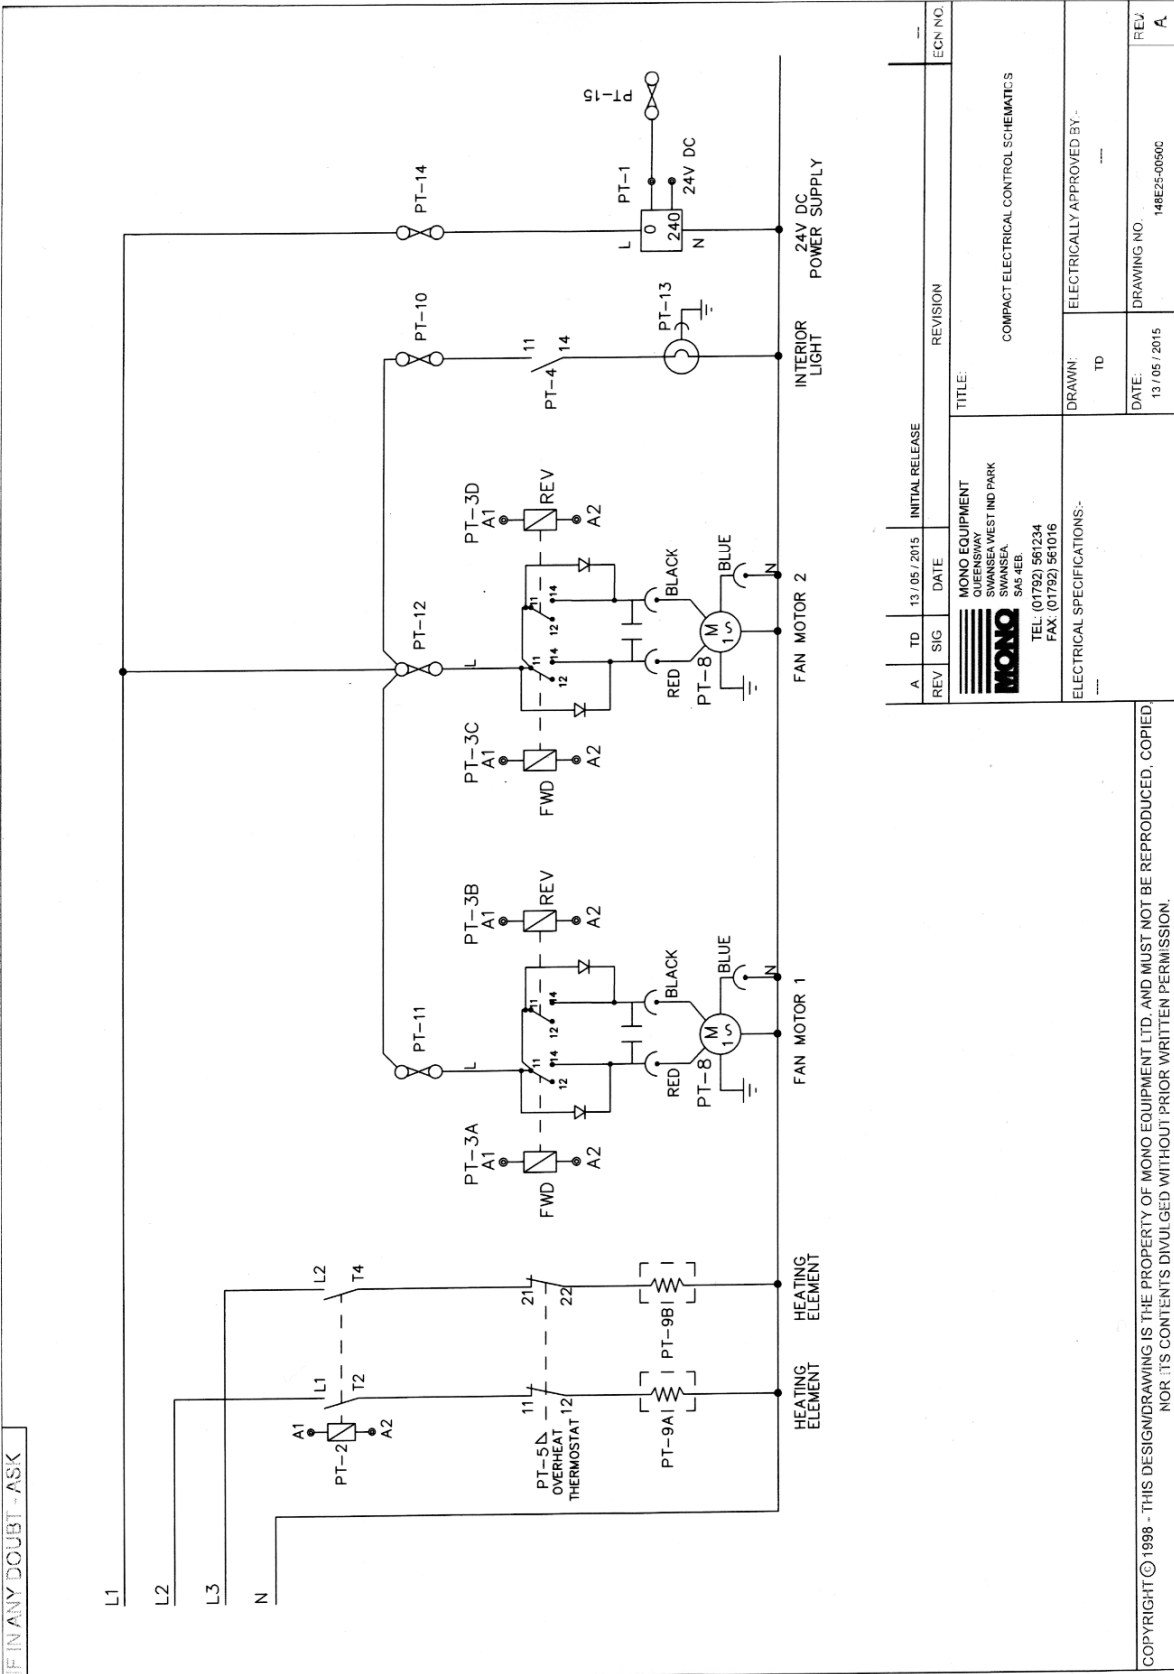 IF IN ANY DOUBT - ASK
L1
L2
L3
N
A1
PT-2
A2
L1
T2
L2
T4
PT-5
OVERHEAT
THERMOSTAT
11
12
21
22
PT-9A
PT-9B
HEATING
ELEMENT
HEATING
ELEMENT
PT-11
L
PT-3A
A1
A2
FWD
PT-3B
A1
A2
REV
11
14
12
11
14
12
RED
BLACK
PT-8
M
S
1
BLUE
N
FAN MOTOR 1
PT-12
L
PT-3C
A1
A2
FWD
PT-3D
A1
A2
REV
11
14
12
11
14
12
RED
BLACK
PT-8
M
S
1
BLUE
N
FAN MOTOR 2
PT-10
11
PT-4
14
PT-13
INTERIOR
LIGHT
PT-14
L
0
240
N
PT-1
24V DC
PT-15
24V DC
POWER SUPPLY
A
TD
13 / 05 / 2015
INITIAL RELEASE
---
REV
SIG
DATE
REVISION
ECN NO.
MONO
MONO EQUIPMENT
QUEENSWAY
SWANSEA WEST IND PARK
SWANSEA.
SA5 4EB.
TEL: (01792) 561234
FAX: (01792) 561016
TITLE:
COMPACT ELECTRICAL CONTROL SCHEMATICS
ELECTRICAL SPECIFICATIONS:-
----
DRAWN:
TD
ELECTRICALLY APPROVED BY:-
----
DATE:
13 / 05 / 2015
DRAWING NO.
148E25-00500
REV.
A
COPYRIGHT © 1998 - THIS DESIGN/DRAWING IS THE PROPERTY OF MONO EQUIPMENT LTD. AND MUST NOT BE REPRODUCED, COPIED,
NOR ITS CONTENTS DIVULGED WITHOUT PRIOR WRITTEN PERMISSION.